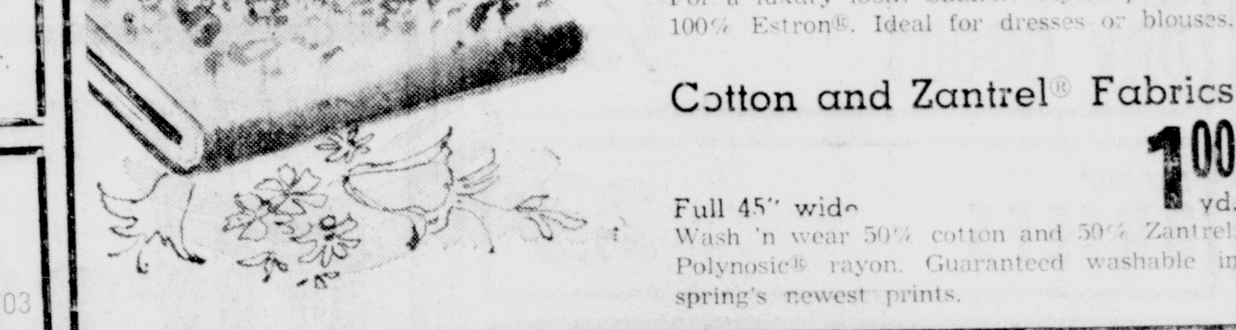 100% Estron®. Ideal for dresses or blouses.
Cotton and Zantrel® Fabrics
1 00
yd.
Full 45" wide
Wash 'n wear 50% cotton and 50% Zantrel
Polynosic® rayon. Guaranteed washable in
spring's newest prints.
03